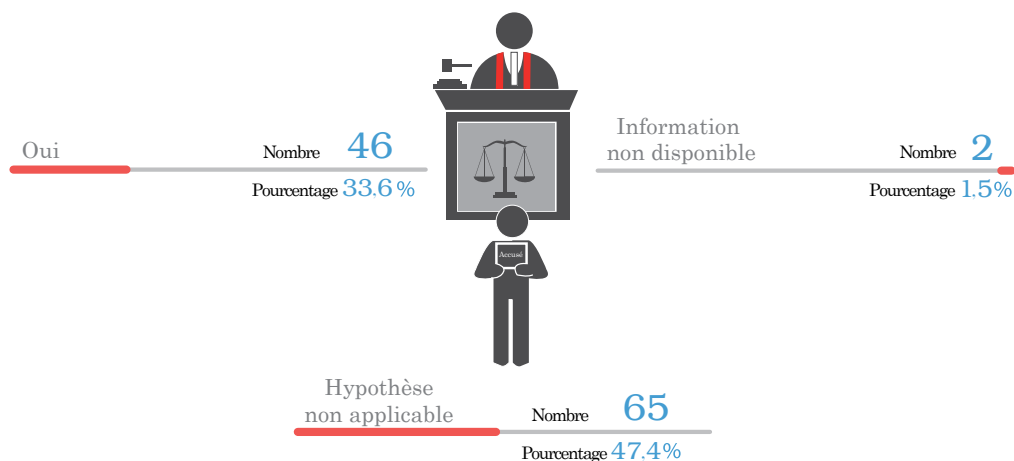 Oui
Nombre 46
Pourcentage 33,6 %
Information
non disponible
Nombre 2
Pourcentage 1,5%
Accusé
Hypothèse
non applicable
Nombre 65
Pourcentage 47,4%